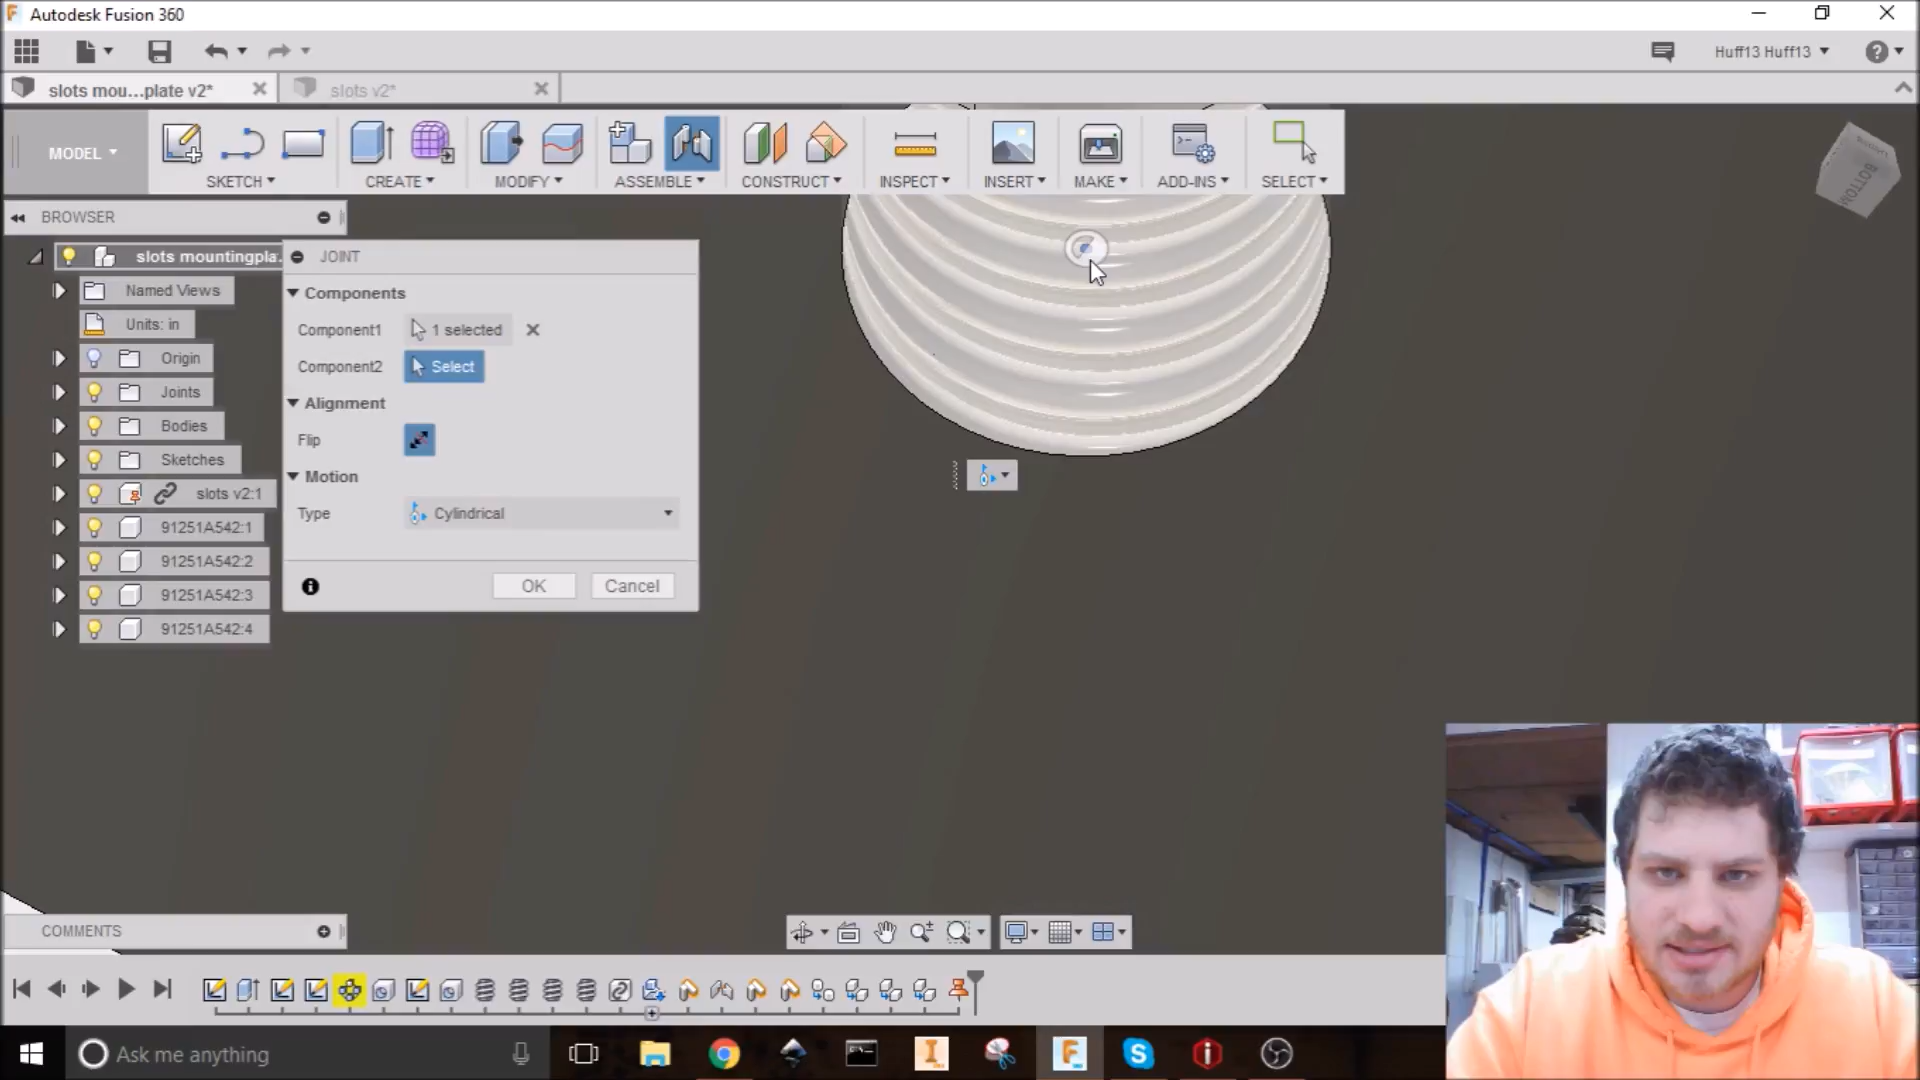 Autodesk Fusion 360
Huff13 Huff13
slots mou...plate v2*
slots v2*
MODEL
SKETCH
CREATE
MODIFY
ASSEMBLE
CONSTRUCT
INSPECT
INSERT
MAKE
ADD-INS
SELECT
BOTTOM
BROWSER
slots mountingpla.
Named Views
Units: in
Origin
Joints
Bodies
Sketches
slots v2:1
91251A542:1
91251A542:2
91251A542:3
91251A542:4
JOINT
Components
Component1
1 selected
Component2
Select
Alignment
Flip
Motion
Type
Cylindrical
OK
Cancel
COMMENTS
Ask me anything